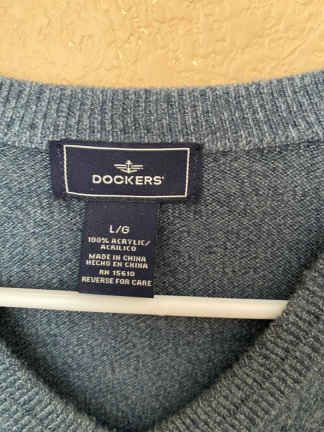 DOCKERS®
L/G
100% ACRYLIC/
ACRILICO
MADE IN CHINA
HECHO EN CHINA
RN 15610
REVERSE FOR CARE